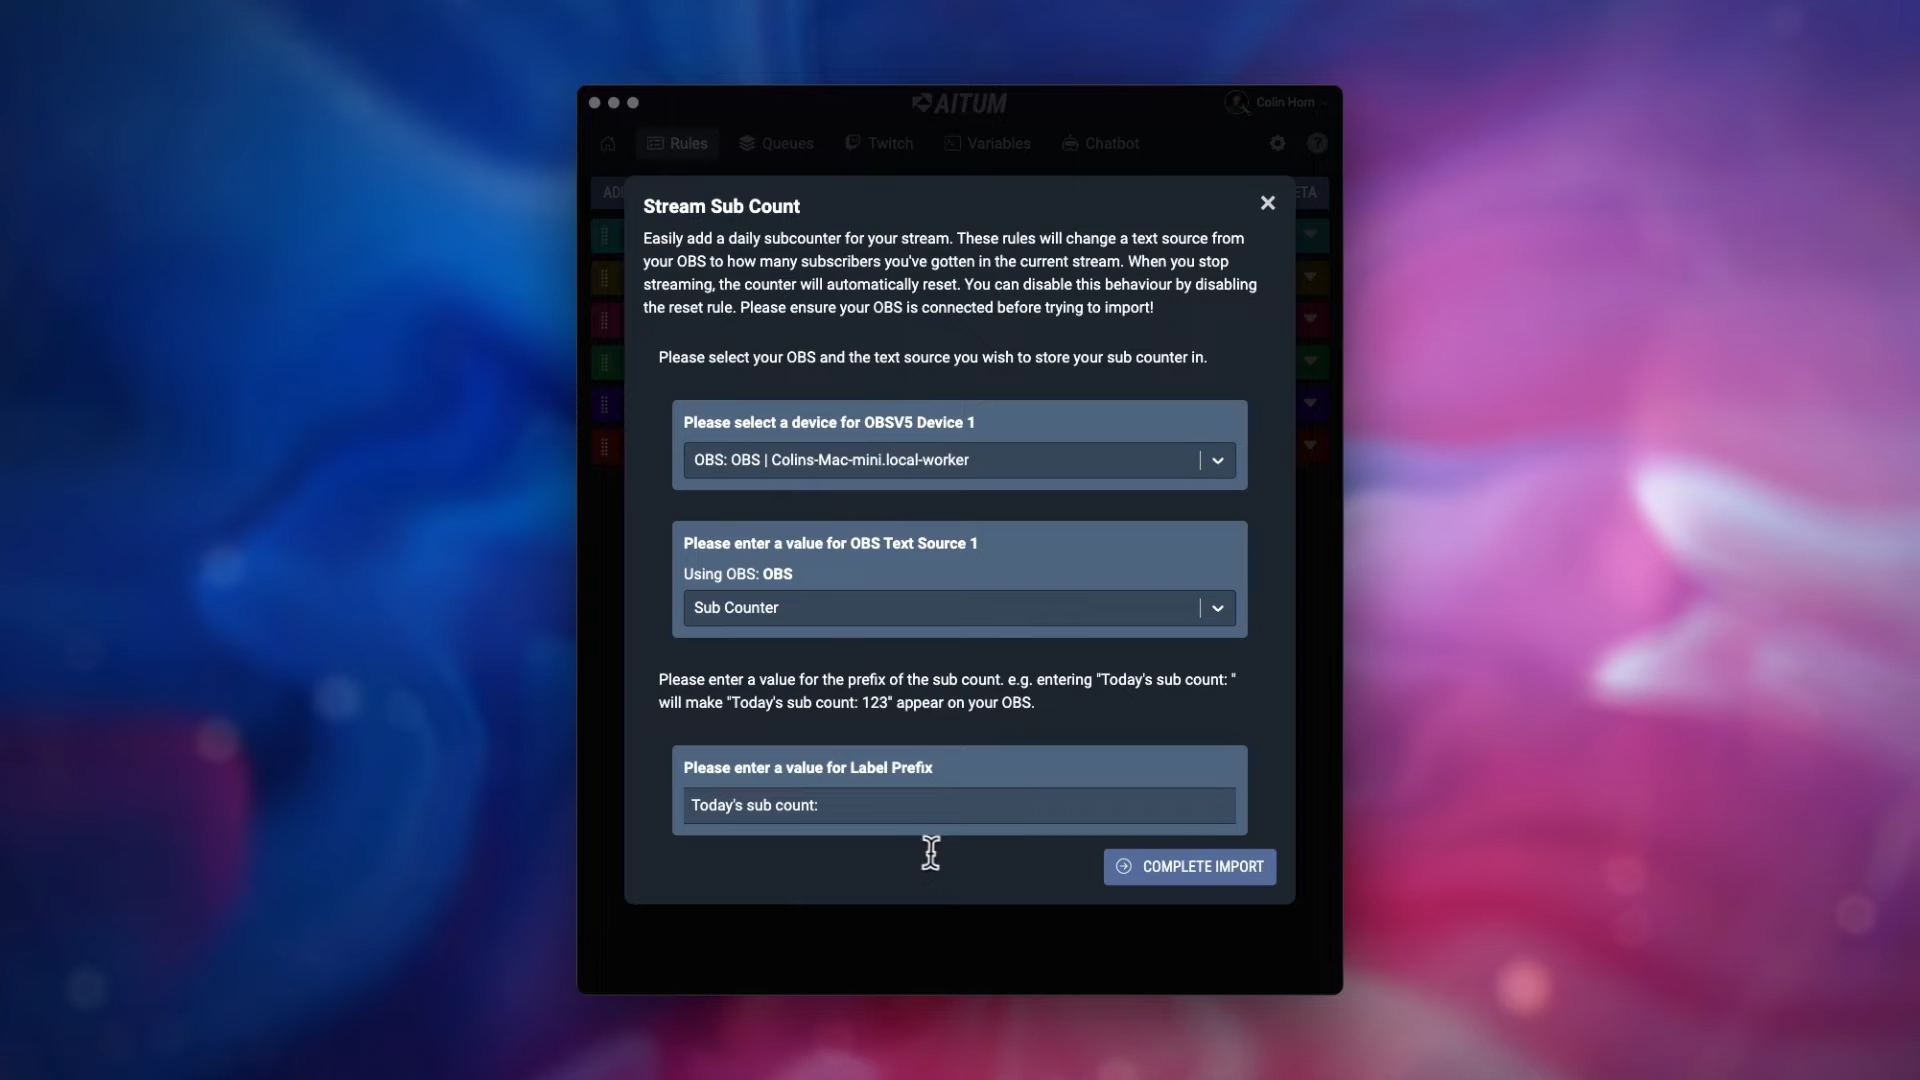 AITUM
Colin Horn
Rules
Queues
Twitch
Variables
Chatbot
Stream Sub Count
Easily add a daily subcounter for your stream. These rules will change a text source from
your OBS to how many subscribers you've gotten in the current stream. When you stop
streaming, the counter will automatically reset. You can disable this behaviour by disabling
the reset rule. Please ensure your OBS is connected before trying to import!
Please select your OBS and the text source you wish to store your sub counter in.
Please select a device for OBSV5 Device 1
OBS: OBS | Colins-Mac-mini.local-worker
Please enter a value for OBS Text Source 1
Using OBS: OBS
Sub Counter
Please enter a value for the prefix of the sub count. e.g. entering "Today's sub count: "
will make "Today's sub count: 123" appear on your OBS.
Please enter a value for Label Prefix
Today's sub count:
COMPLETE IMPORT